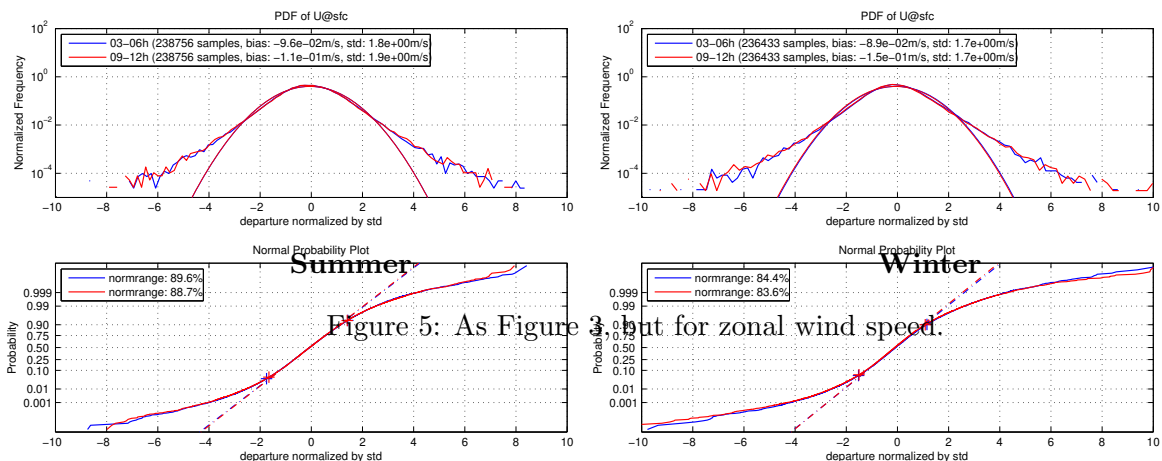 PDF of U@sfc
03-06h (238756 samples, bias: -9.6e-02m/s, std: 1.8e+00m/s)
09-12h (238756 samples, bias: -1.1e-01m/s, std: 1.9e+00m/s)
Normalized Frequency
10^2
10^0
10^-2
10^-4
-10 -8 -6 -4 -2 0 2 4 6 8 10
departure normalized by std
PDF of U@sfc
03-06h (236433 samples, bias: -8.9e-02m/s, std: 1.7e+00m/s)
09-12h (236433 samples, bias: -1.5e-01m/s, std: 1.7e+00m/s)
Normalized Frequency
10^2
10^0
10^-2
10^-4
-10 -8 -6 -4 -2 0 2 4 6 8 10
departure normalized by std
Normal Probability Plot
Summer
normrange: 89.6%
normrange: 88.7%
Probability
0.999
0.99
0.90
0.75
0.50
0.25
0.10
0.01
0.001
-10 -8 -6 -4 -2 0 2 4 6 8 10
departure normalized by std
Normal Probability Plot
Winter
normrange: 84.4%
normrange: 83.6%
Probability
0.999
0.99
0.90
0.75
0.50
0.25
0.10
0.01
0.001
-10 -8 -6 -4 -2 0 2 4 6 8 10
departure normalized by std
Figure 5: As Figure 3, but for zonal wind speed.